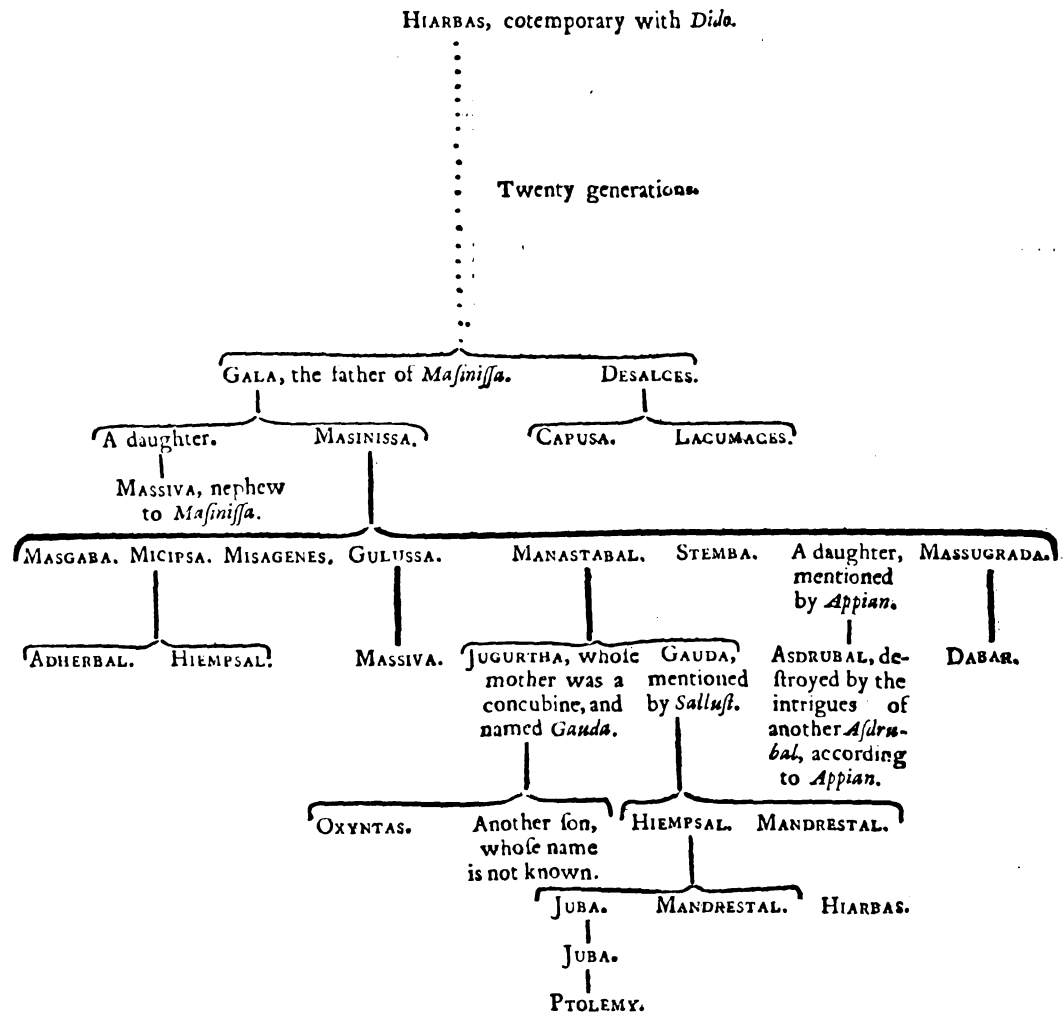 HIARBAS, cotemporary with Dido.
Twenty generations.
GALA, the father of Maſiniſſa. DESALCES.
A daughter. MASINISSA. CAPUSA. LACUMACES.
MASSIVA, nephew
to Maſiniſſa.
MASGABA. MICIPSA. MISAGENES. GULUSSA. MANASTABAL. STEMBA. A daughter, MASSUGRADA.
mentioned
by Appian.
ADHERBAL. HIEMPSAL. MASSIVA. JUGURTHA, whoſe GAUDA, ASDRUBAL, de- DABAR.
mother was a mentioned ſtroyed by the
concubine, and by Salluſt. intrigues of
named Gauda. another Aſdru-
bal, according
to Appian.
OXYNTAS. Another ſon, HIEMPSAL. MANDRESTAL.
whoſe name
is not known.
JUBA. MANDRESTAL. HIARBAS.
JUBA.
PTOLEMY.